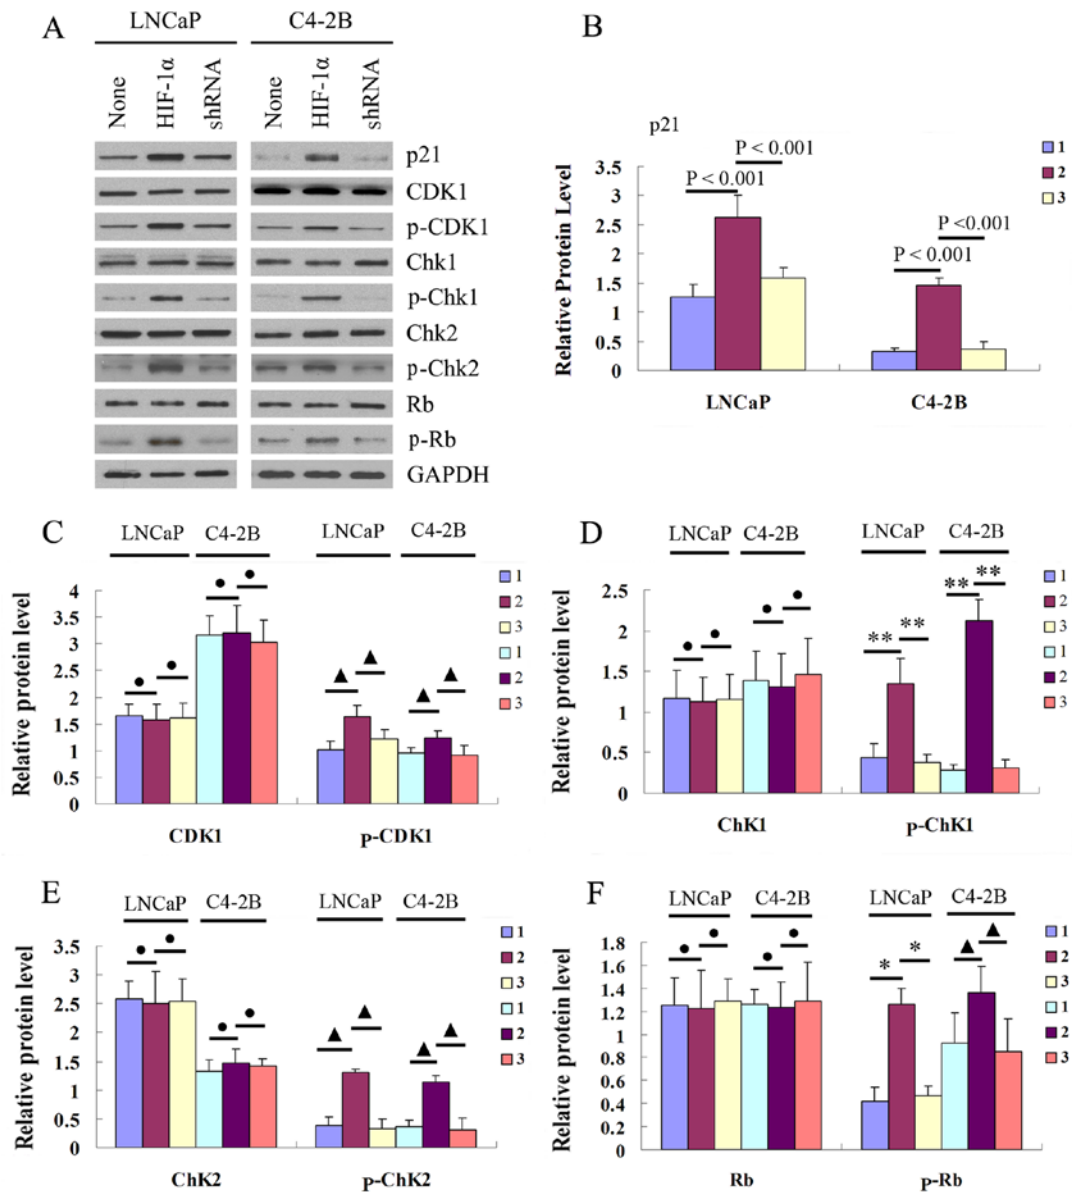 A
LNCaP
C4-2B
None
HIF-1α
shRNA
None
HIF-1α
shRNA
p21
CDK1
p-CDK1
Chk1
p-Chk1
Chk2
p-Chk2
Rb
p-Rb
GAPDH
B
p21
1
2
3
P < 0.001
P < 0.001
P <0.001
P < 0.001
Relative Protein Level
3.5
3
2.5
2
1.5
1
0.5
0
LNCaP
C4-2B
C
LNCaP
C4-2B
LNCaP
C4-2B
1
2
3
1
2
3
Relative protein level
4
3.5
3
2.5
2
1.5
1
0.5
0
CDK1
p-CDK1
D
LNCaP
C4-2B
LNCaP
C4-2B
1
2
3
1
2
3
Relative protein level
2.5
2
1.5
1
0.5
0
** **
** **
ChK1
p-ChK1
E
LNCaP
C4-2B
LNCaP
C4-2B
1
2
3
1
2
3
Relative protein level
3.5
3
2.5
2
1.5
1
0.5
0
ChK2
p-ChK2
F
LNCaP
C4-2B
LNCaP
C4-2B
1
2
3
1
2
3
Relative protein level
1.8
1.6
1.4
1.2
1
0.8
0.6
0.4
0.2
0
* *
Rb
p-Rb